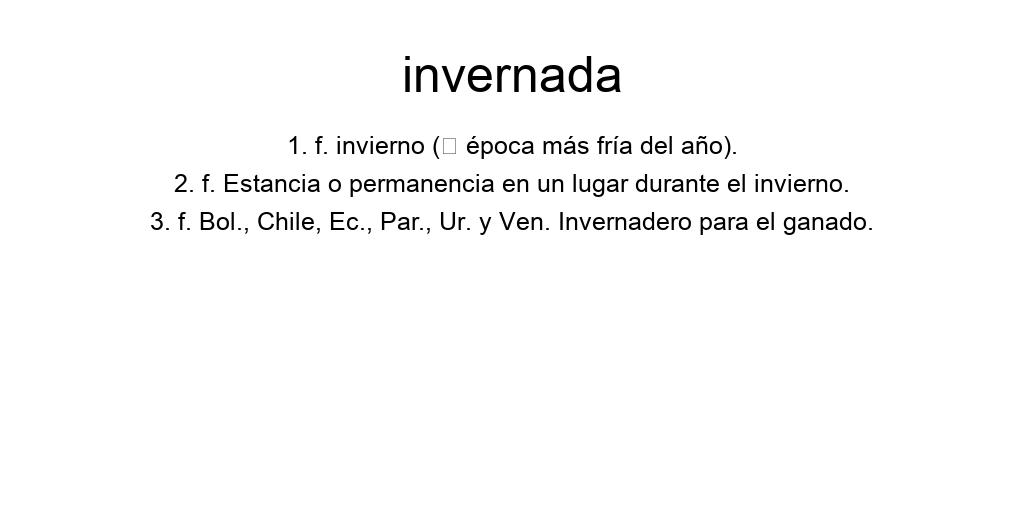 invernada
1. f. invierno (□ época más fría del año).
2. f. Estancia o permanencia en un lugar durante el invierno.
3. f. Bol., Chile, Ec., Par., Ur. y Ven. Invernadero para el ganado.